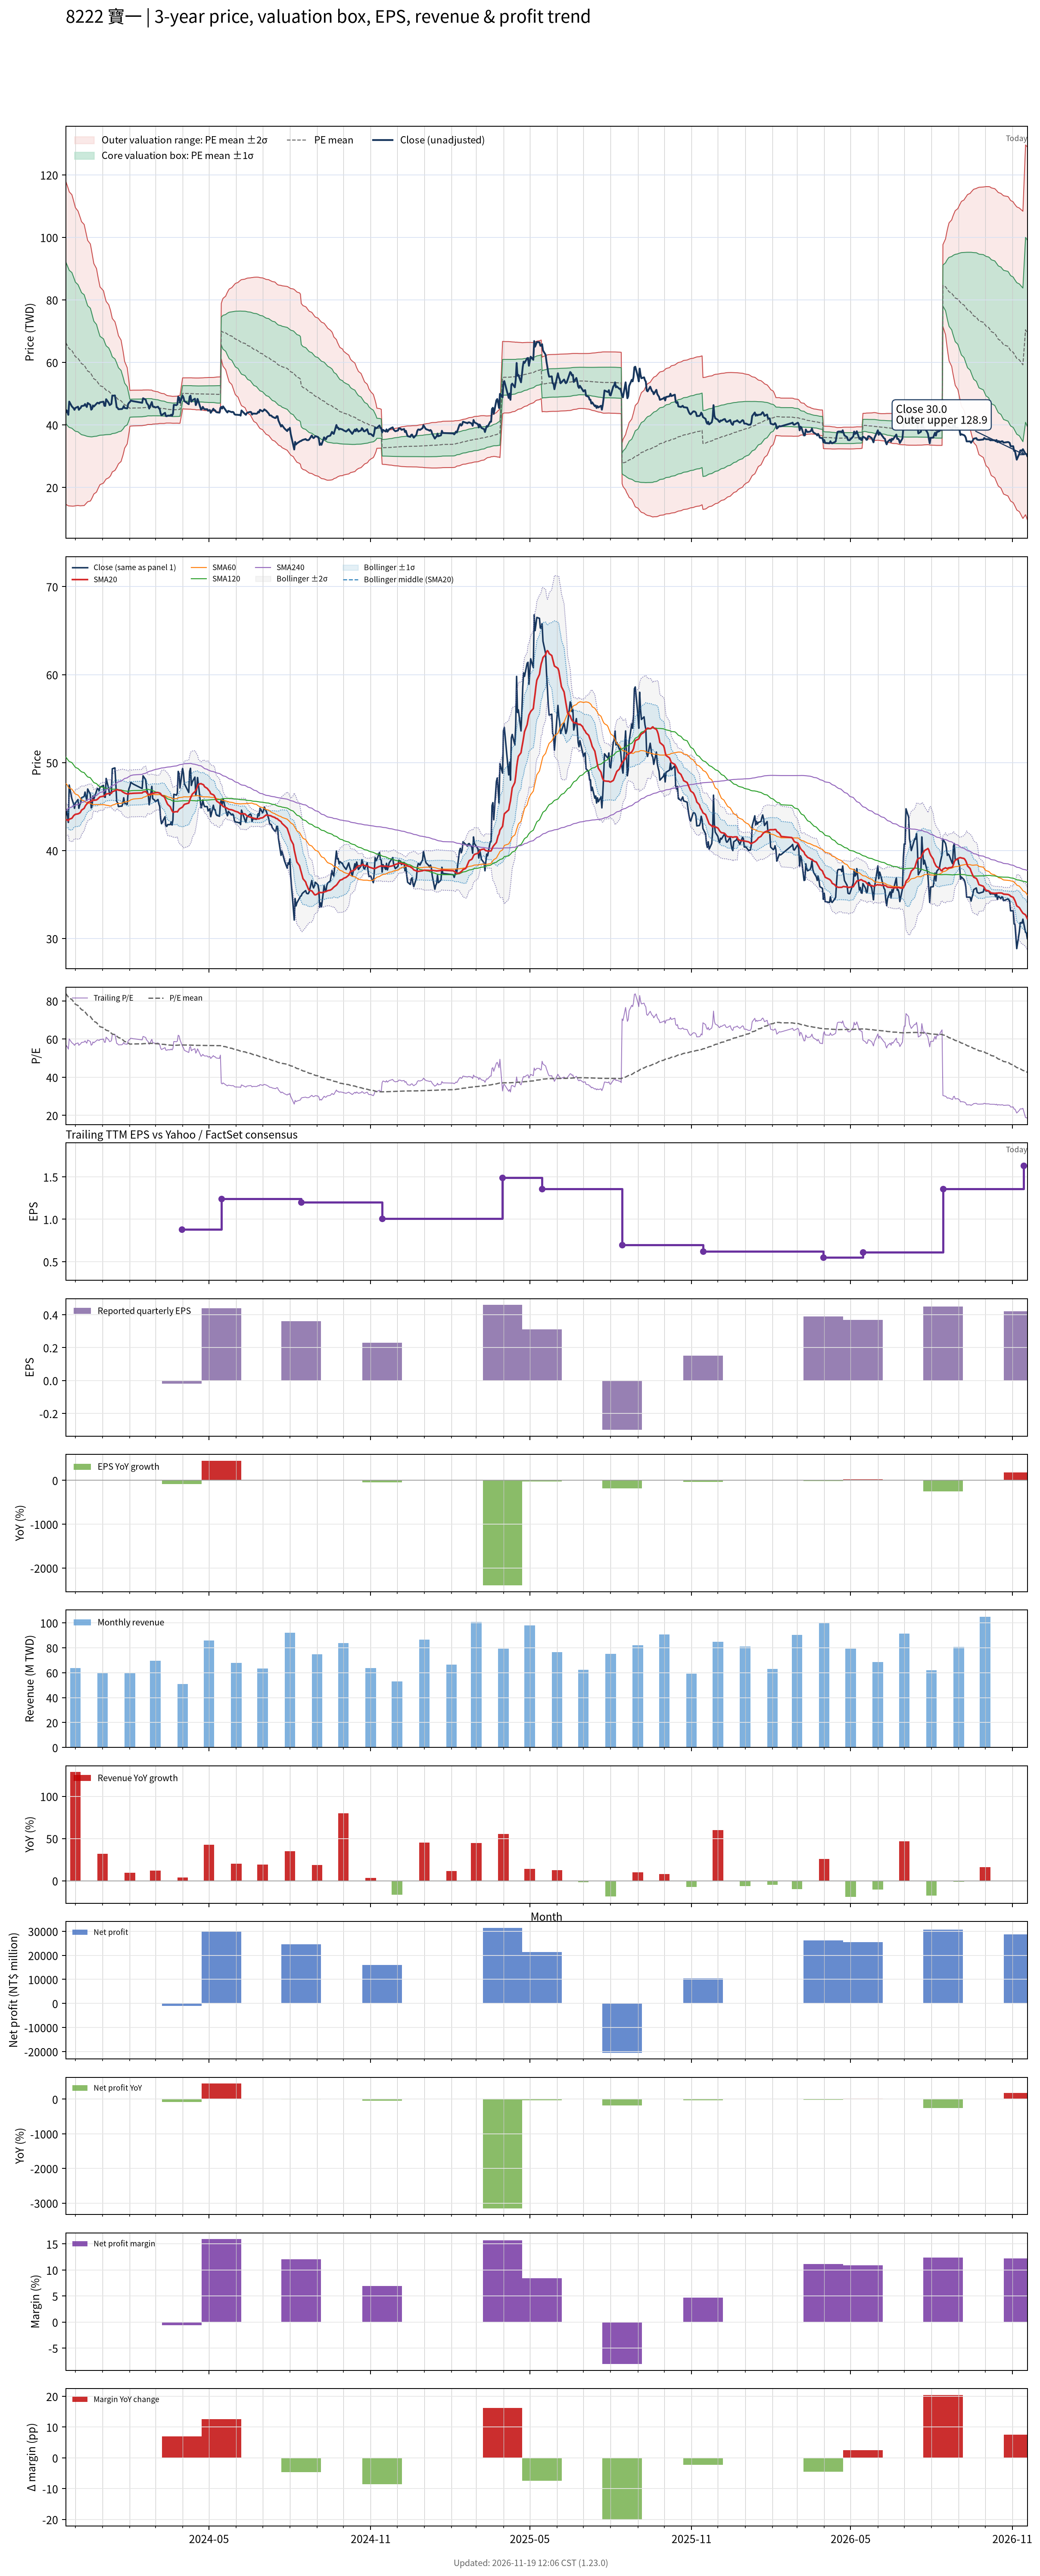 8222 寶一 | 3-year price, valuation box, EPS, revenue & profit trend
Outer valuation range: PE mean ±2σ
PE mean
Close (unadjusted)
Core valuation box: PE mean ±1σ
Today
Price (TWD)
120
100
80
60
40
20
Close 30.0
Outer upper 128.9
Close (same as panel 1)
SMA20
SMA60
SMA120
SMA240
Bollinger ±2σ
Bollinger ±1σ
Bollinger middle (SMA20)
Price
70
60
50
40
30
Trailing P/E
P/E mean
P/E
80
60
40
20
Trailing TTM EPS vs Yahoo / FactSet consensus
Today
EPS
1.5
1.0
0.5
Reported quarterly EPS
EPS
0.4
0.2
0.0
-0.2
EPS YoY growth
YoY (%)
0
-1000
-2000
Monthly revenue
Revenue (M TWD)
100
80
60
40
20
0
Revenue YoY growth
YoY (%)
100
50
0
Month
Net profit
Net profit (NT$ million)
30000
20000
10000
0
-10000
-20000
Net profit YoY
YoY (%)
0
-1000
-2000
-3000
Net profit margin
Margin (%)
15
10
5
0
-5
Margin YoY change
Δ margin (pp)
20
10
0
-10
-20
2024-05
2024-11
2025-05
2025-11
2026-05
2026-11
Updated: 2026-11-19 12:06 CST (1.23.0)